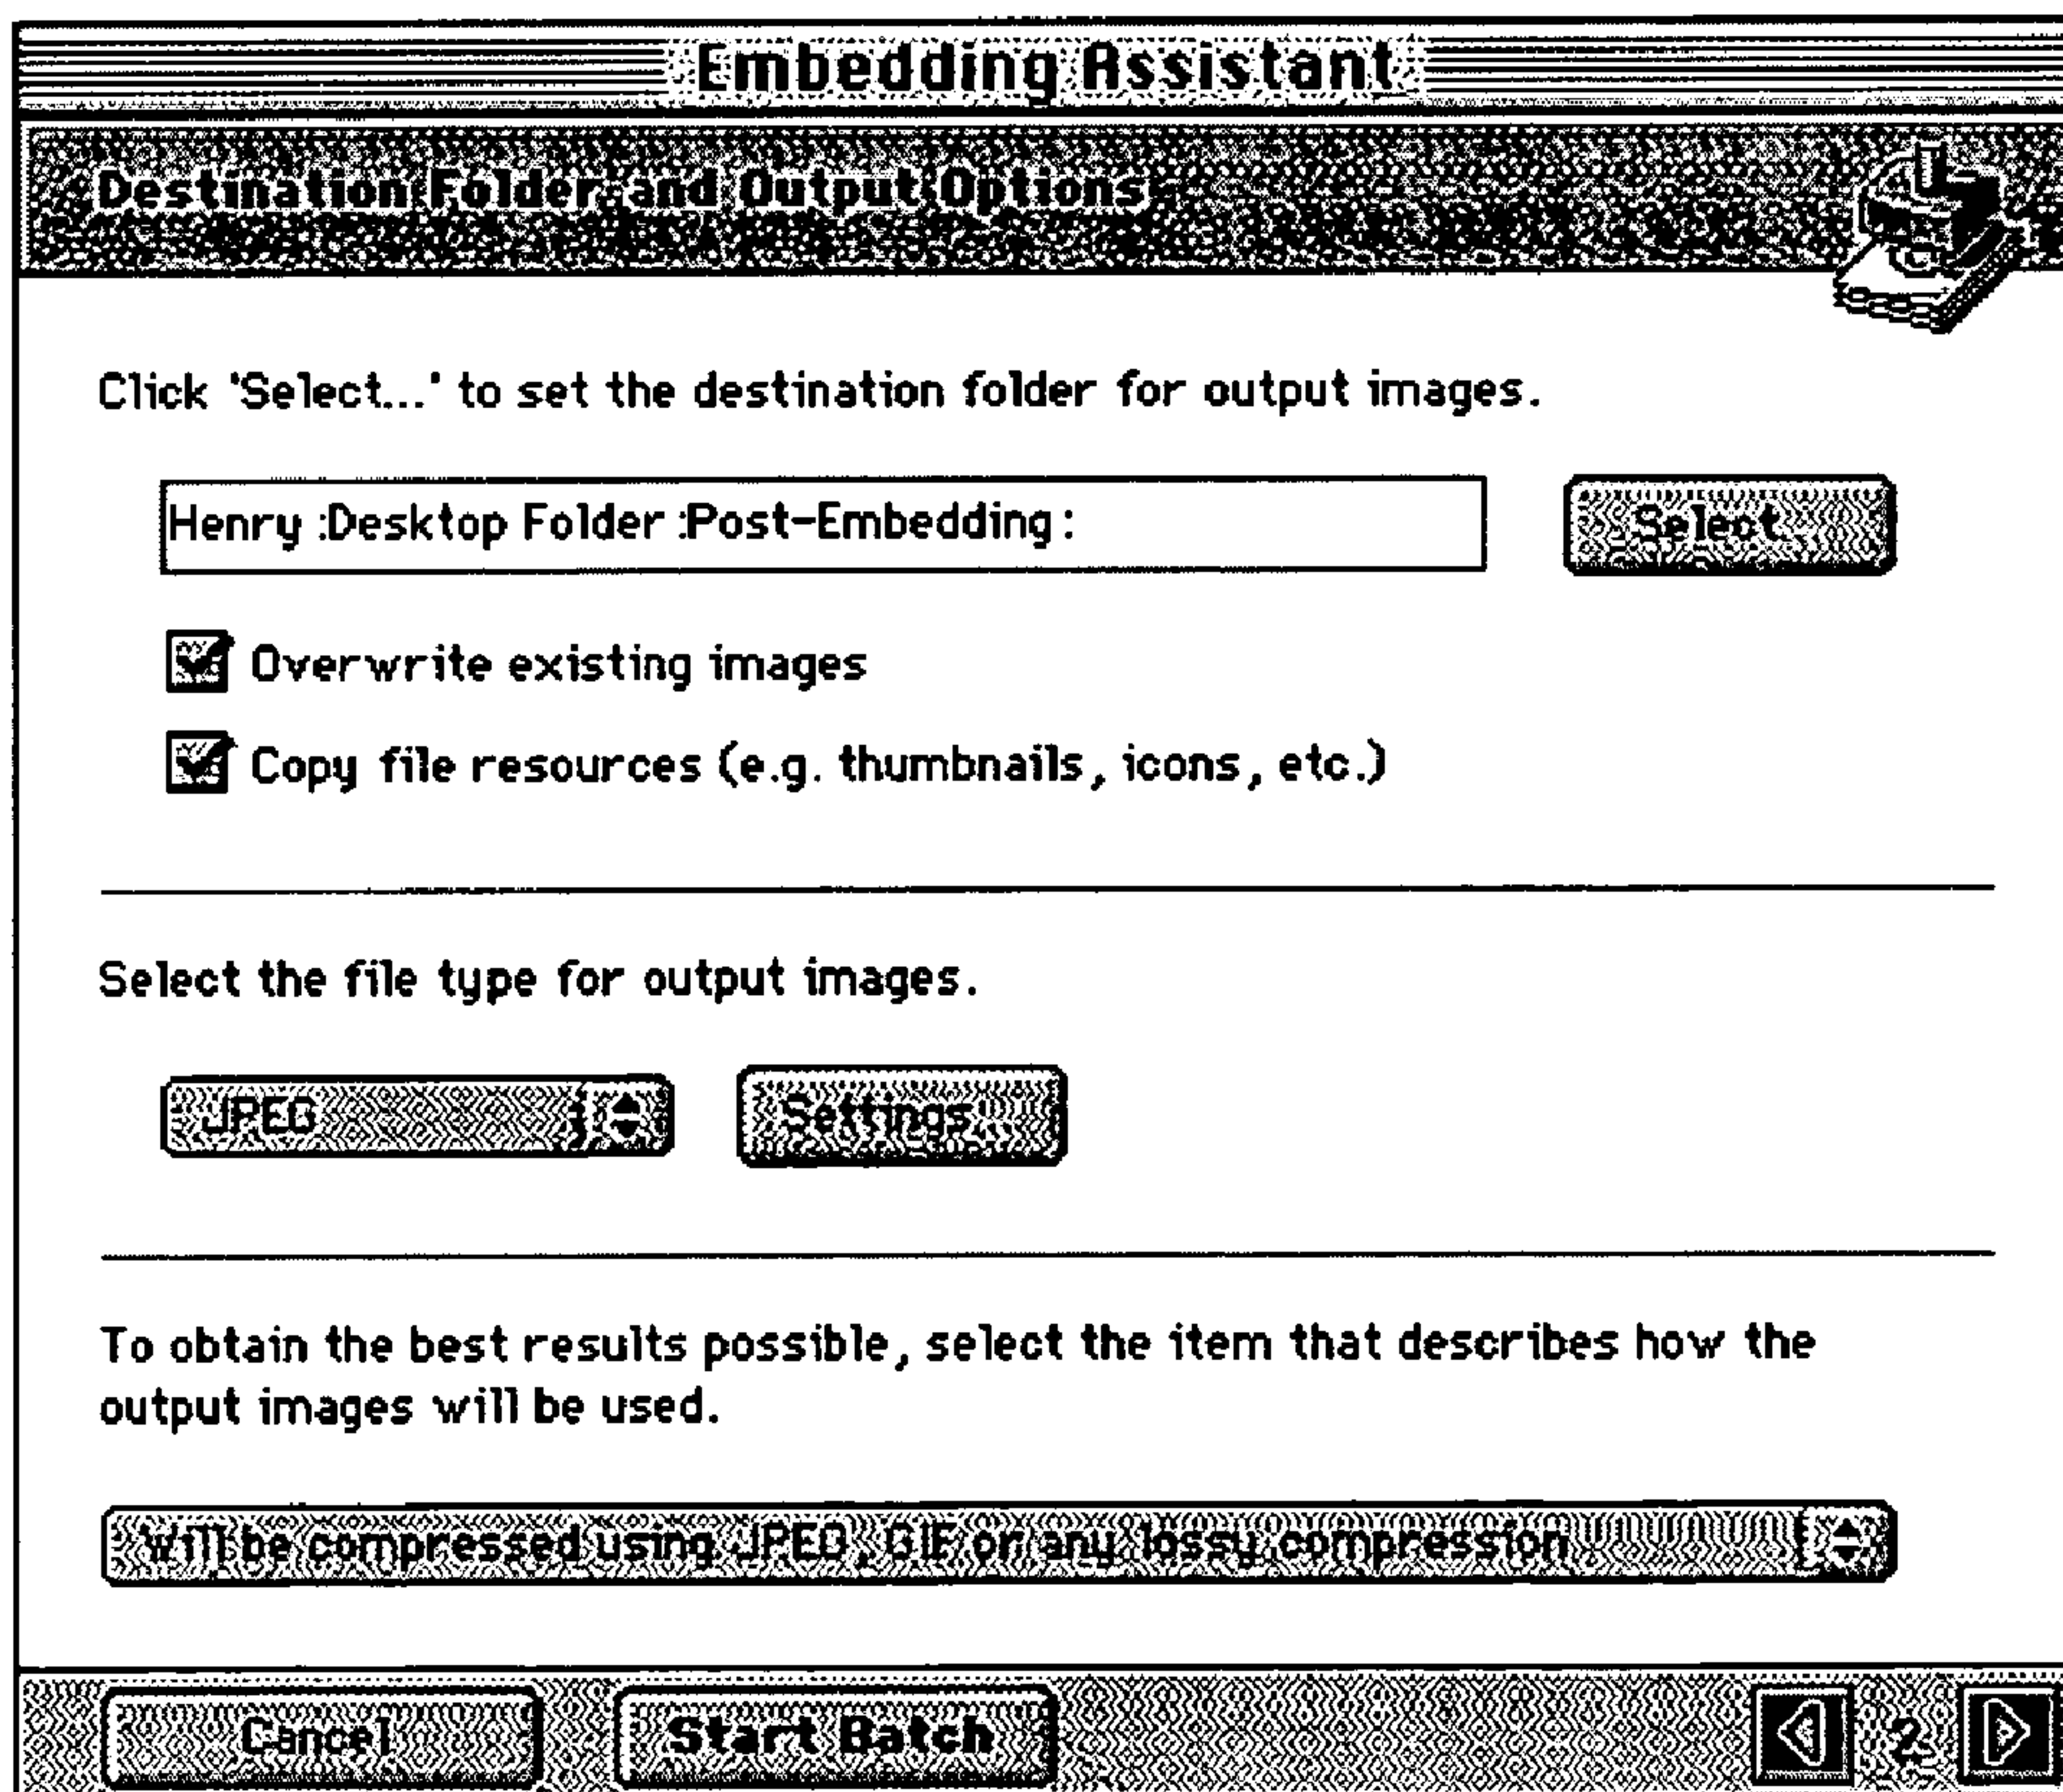 Embedding Assistant
Destination Folder and Output Options
Click 'Select...' to set the destination folder for output images.
Henry :Desktop Folder :Post-Embedding :
Select...
Overwrite existing images
Copy file resources (e.g. thumbnails, icons, etc.)
Select the file type for output images.
JPEG
Settings...
To obtain the best results possible, select the item that describes how the
output images will be used.
Will be compressed using JPEG, GIF or any lossy compression
Cancel
Start Batch
2